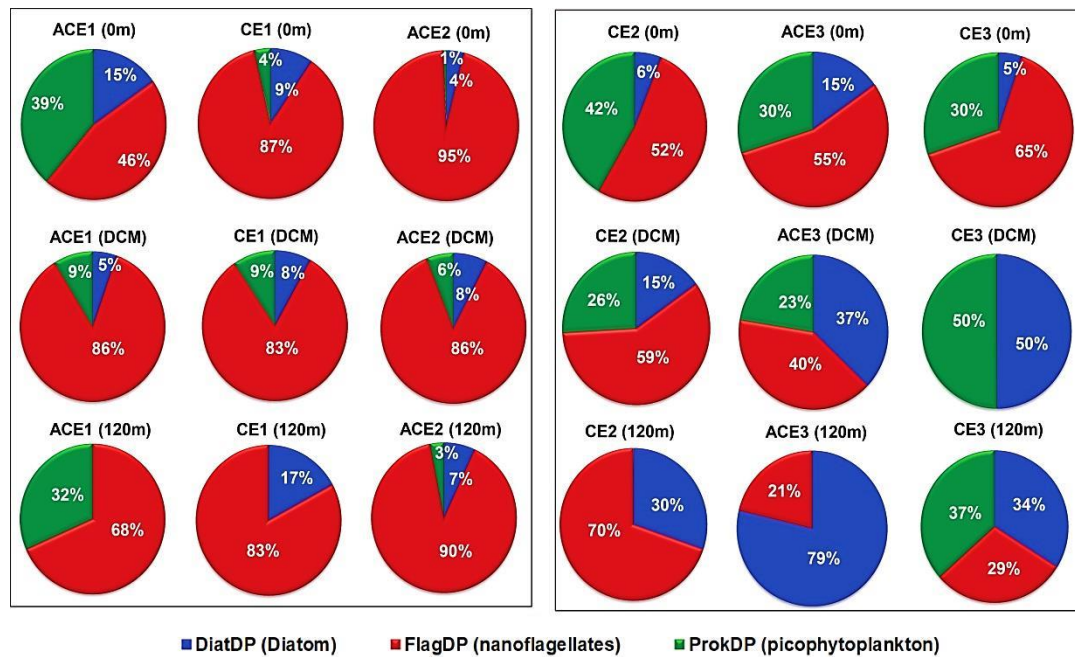 ACE1 (0m)
CE1 (0m)
ACE2 (0m)
15%
39%
46%
4%
9%
87%
1%
4%
95%
ACE1 (DCM)
CE1 (DCM)
ACE2 (DCM)
9%
5%
86%
9%
8%
83%
6%
8%
86%
ACE1 (120m)
CE1 (120m)
ACE2 (120m)
32%
68%
17%
83%
3%
7%
90%
CE2 (0m)
ACE3 (0m)
CE3 (0m)
6%
42%
52%
15%
30%
55%
5%
30%
65%
CE2 (DCM)
ACE3 (DCM)
CE3 (DCM)
26%
15%
59%
23%
37%
40%
50%
50%
CE2 (120m)
ACE3 (120m)
CE3 (120m)
30%
70%
21%
79%
37%
34%
29%
DiatDP (Diatom)
FlagDP (nanoflagellates)
ProkDP (picophytoplankton)